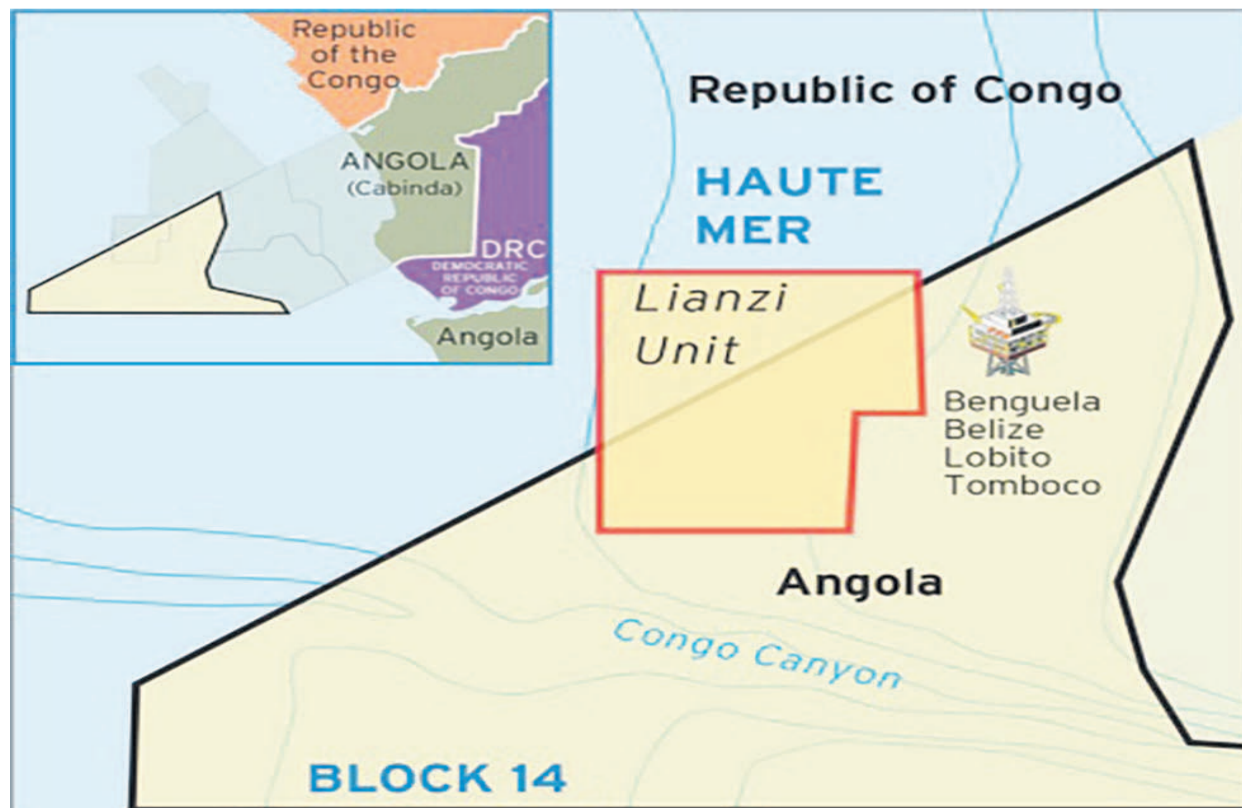 Republic
of the
Congo
ANGOLA
(Cabinda)
DRC
DEMOCRATIC
REPUBLIC
OF CONGO
Angola
Republic of Congo
HAUTE
MER
Lianzi
Unit
Benguela
Belize
Lobito
Tomboco
Angola
Congo Canyon
BLOCK 14